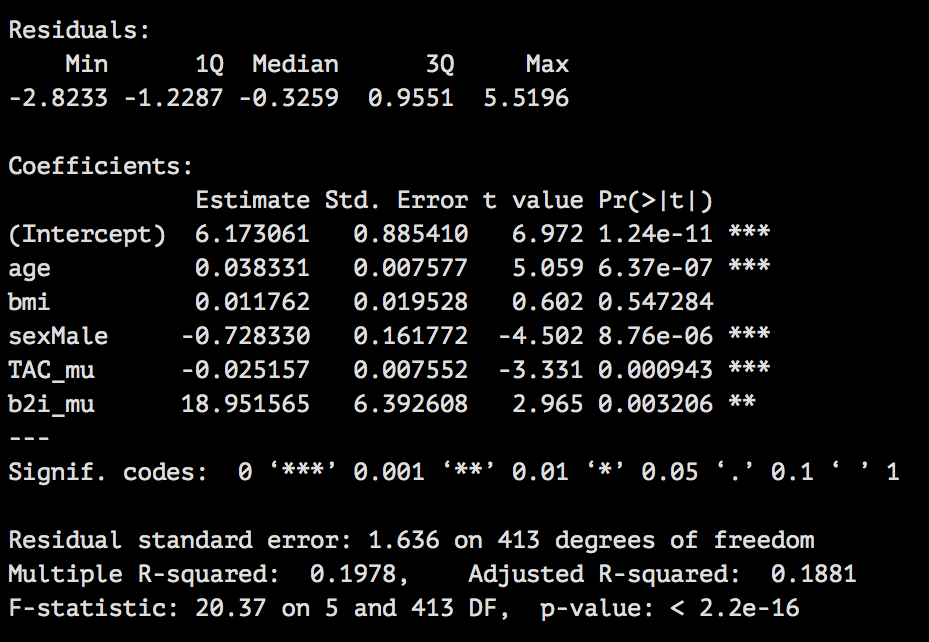 Residuals:
    Min      1Q  Median      3Q     Max
-2.8233 -1.2287 -0.3259  0.9551  5.5196
Coefficients:
             Estimate Std. Error t value Pr(>|t|)
(Intercept)  6.173061   0.885410   6.972 1.24e-11 ***
age          0.038331   0.007577   5.059 6.37e-07 ***
bmi          0.011762   0.019528   0.602 0.547284
sexMale     -0.728330   0.161772  -4.502 8.76e-06 ***
TAC_mu      -0.025157   0.007552  -3.331 0.000943 ***
b2i_mu      18.951565   6.392608   2.965 0.003206 **
---
Signif. codes:  0 ‘***’ 0.001 ‘**’ 0.01 ‘*’ 0.05 ‘.’ 0.1 ‘ ’ 1
Residual standard error: 1.636 on 413 degrees of freedom
Multiple R-squared:  0.1978,    Adjusted R-squared:  0.1881
F-statistic: 20.37 on 5 and 413 DF,  p-value: < 2.2e-16